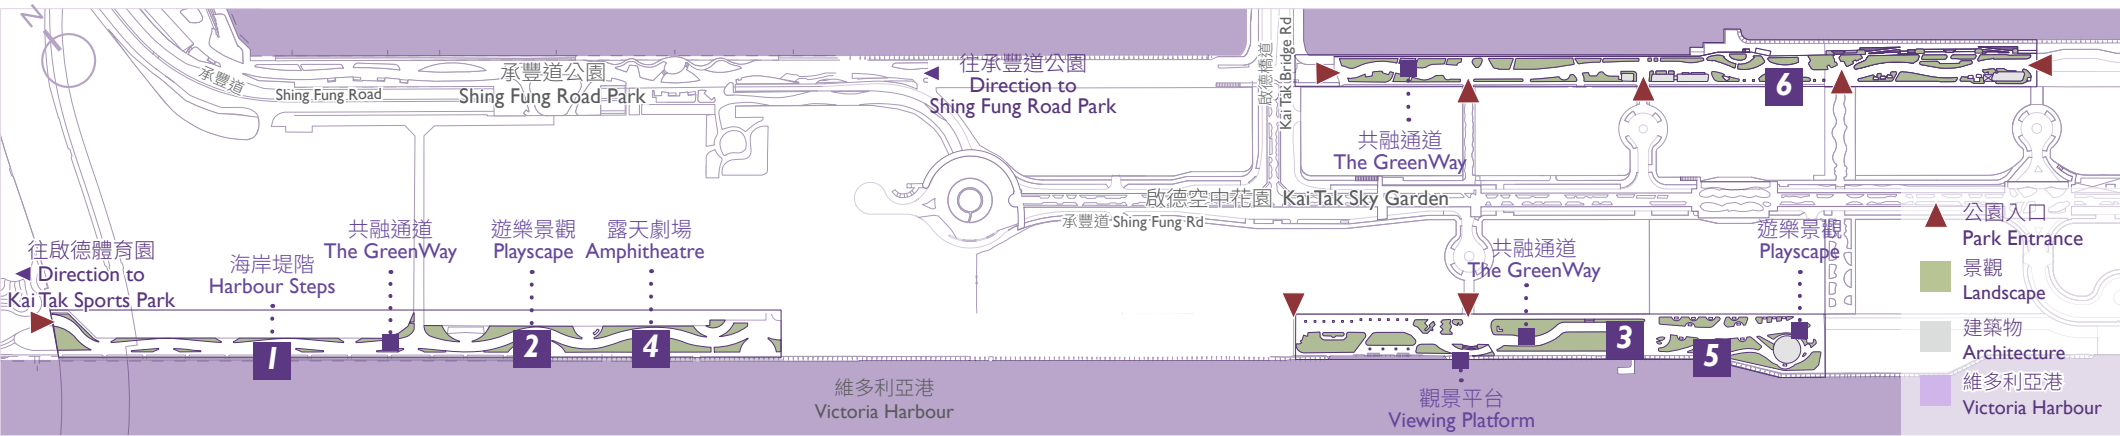 N
承豐道
Shing Fung Road
承豐道公園
Shing Fung Road Park
往承豐道公園
Direction to
Shing Fung Road Park
啟德橋道
Kai Tak Bridge Rd
共融通道
The GreenWay
6
啟德空中花園 Kai Tak Sky Garden
承豐道 Shing Fung Rd
往啟德體育園
Direction to
Kai Tak Sports Park
海岸堤階
Harbour Steps
共融通道
The GreenWay
遊樂景觀
Playscape
露天劇場
Amphitheatre
共融通道
The GreenWay
遊樂景觀
Playscape
1
2
4
3
5
維多利亞港
Victoria Harbour
觀景平台
Viewing Platform
公園入口
Park Entrance
景觀
Landscape
建築物
Architecture
維多利亞港
Victoria Harbour